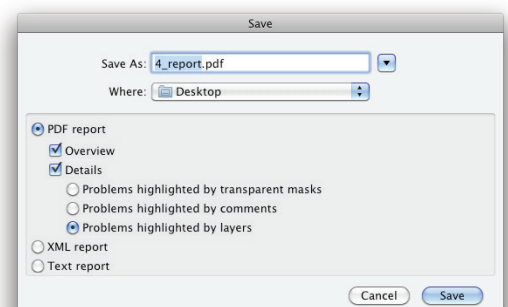 Save
Save As: 4_report.pdf
Where: Desktop
PDF report
Overview
Details
Problems highlighted by transparent masks
Problems highlighted by comments
Problems highlighted by layers
XML report
Text report
Cancel Save